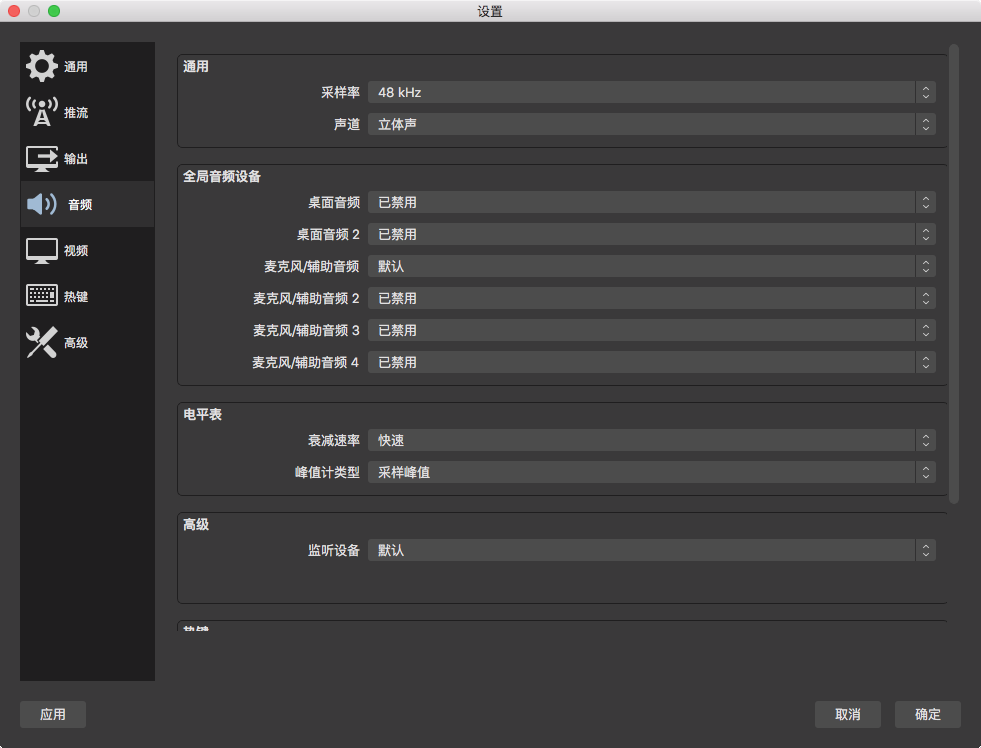 设置
通用
推流
输出
音频
视频
热键
高级
通用
采样率 48 kHz
声道 立体声
全局音频设备
桌面音频 已禁用
桌面音频 2 已禁用
麦克风/辅助音频 默认
麦克风/辅助音频 2 已禁用
麦克风/辅助音频 3 已禁用
麦克风/辅助音频 4 已禁用
电平表
衰减速率 快速
峰值计类型 采样峰值
高级
监听设备 默认
热键
应用 取消 确定